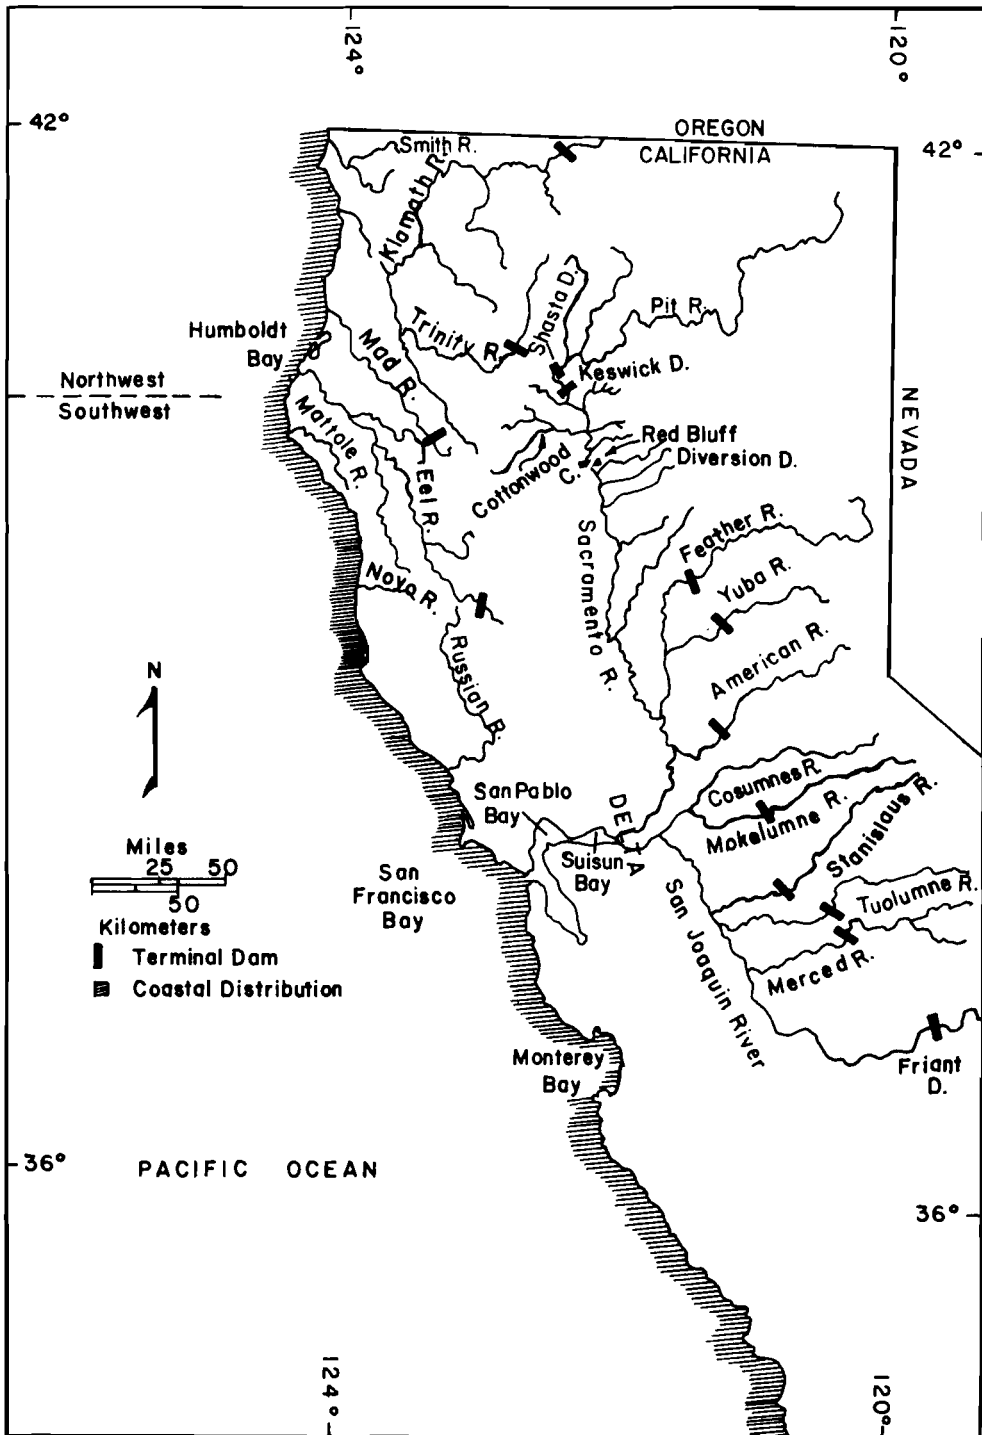 124°
120°
42°
OREGON
CALIFORNIA
42°
Smith R.
Klamath R.
Shasta D.
Pit R.
Trinity R.
Humboldt
Bay
Mad R.
Keswick D.
Northwest
Southwest
NEVADA
Mattole R.
Eel R.
Cottonwood
C.
Red Bluff
Diversion D.
Sacramento R.
Feather R.
Yuba R.
Noyo R.
Russian R.
American R.
N
San Pablo
Bay
DELTA
Cosumnes R.
Mokelumne R.
Stanislaus R.
Suisun
Bay
San
Francisco
Bay
Tuolumne R.
San Joaquin River
Merced R.
Miles
25 50
50
Kilometers
Terminal Dam
Coastal Distribution
Friant
D.
Monterey
Bay
36°
PACIFIC OCEAN
36°
124°
120°